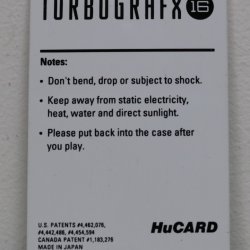 TURBOGRAFX 16
Notes:
• Don't bend, drop or subject to shock.
• Keep away from static electricity,
heat, water and direct sunlight.
• Please put back into the case after
you play.
U.S. PATENTS #4,462,076,
#4,442,486, #4,454,594
CANADA PATENT #1,183,276
MADE IN JAPAN
HuCARD